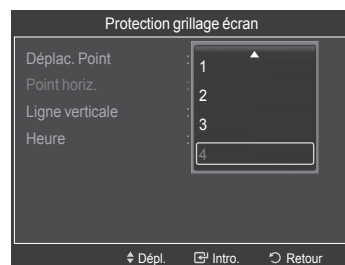 Protection grillage écran
Déplac. Point :
Point horiz. :
Ligne verticale :
Heure :
1
2
3
4
Dépl. Intro. Retour